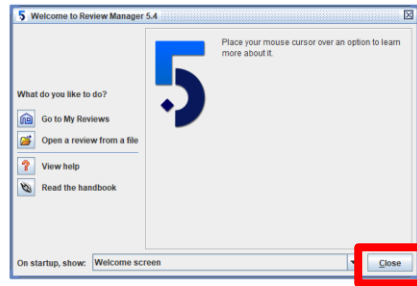 5 Welcome to Review Manager 5.4
Place your mouse cursor over an option to learn
more about it.
What do you like to do?
Go to My Reviews
Open a review from a file
? View help
Read the handbook
On startup, show: Welcome screen
Close